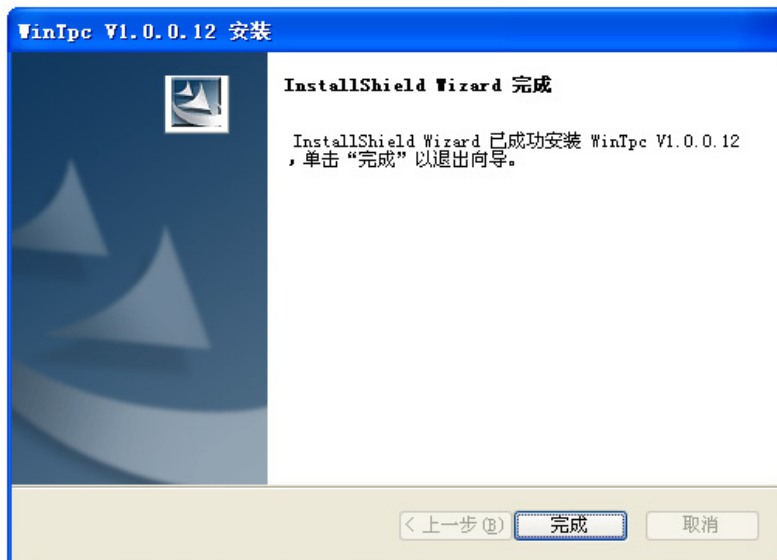 WinTpc V1.0.0.12 安装
InstallShield Wizard 完成
InstallShield Wizard 已成功安装 WinTpc V1.0.0.12
，单击“完成”以退出向导。
< 上一步(B)
完成
取消